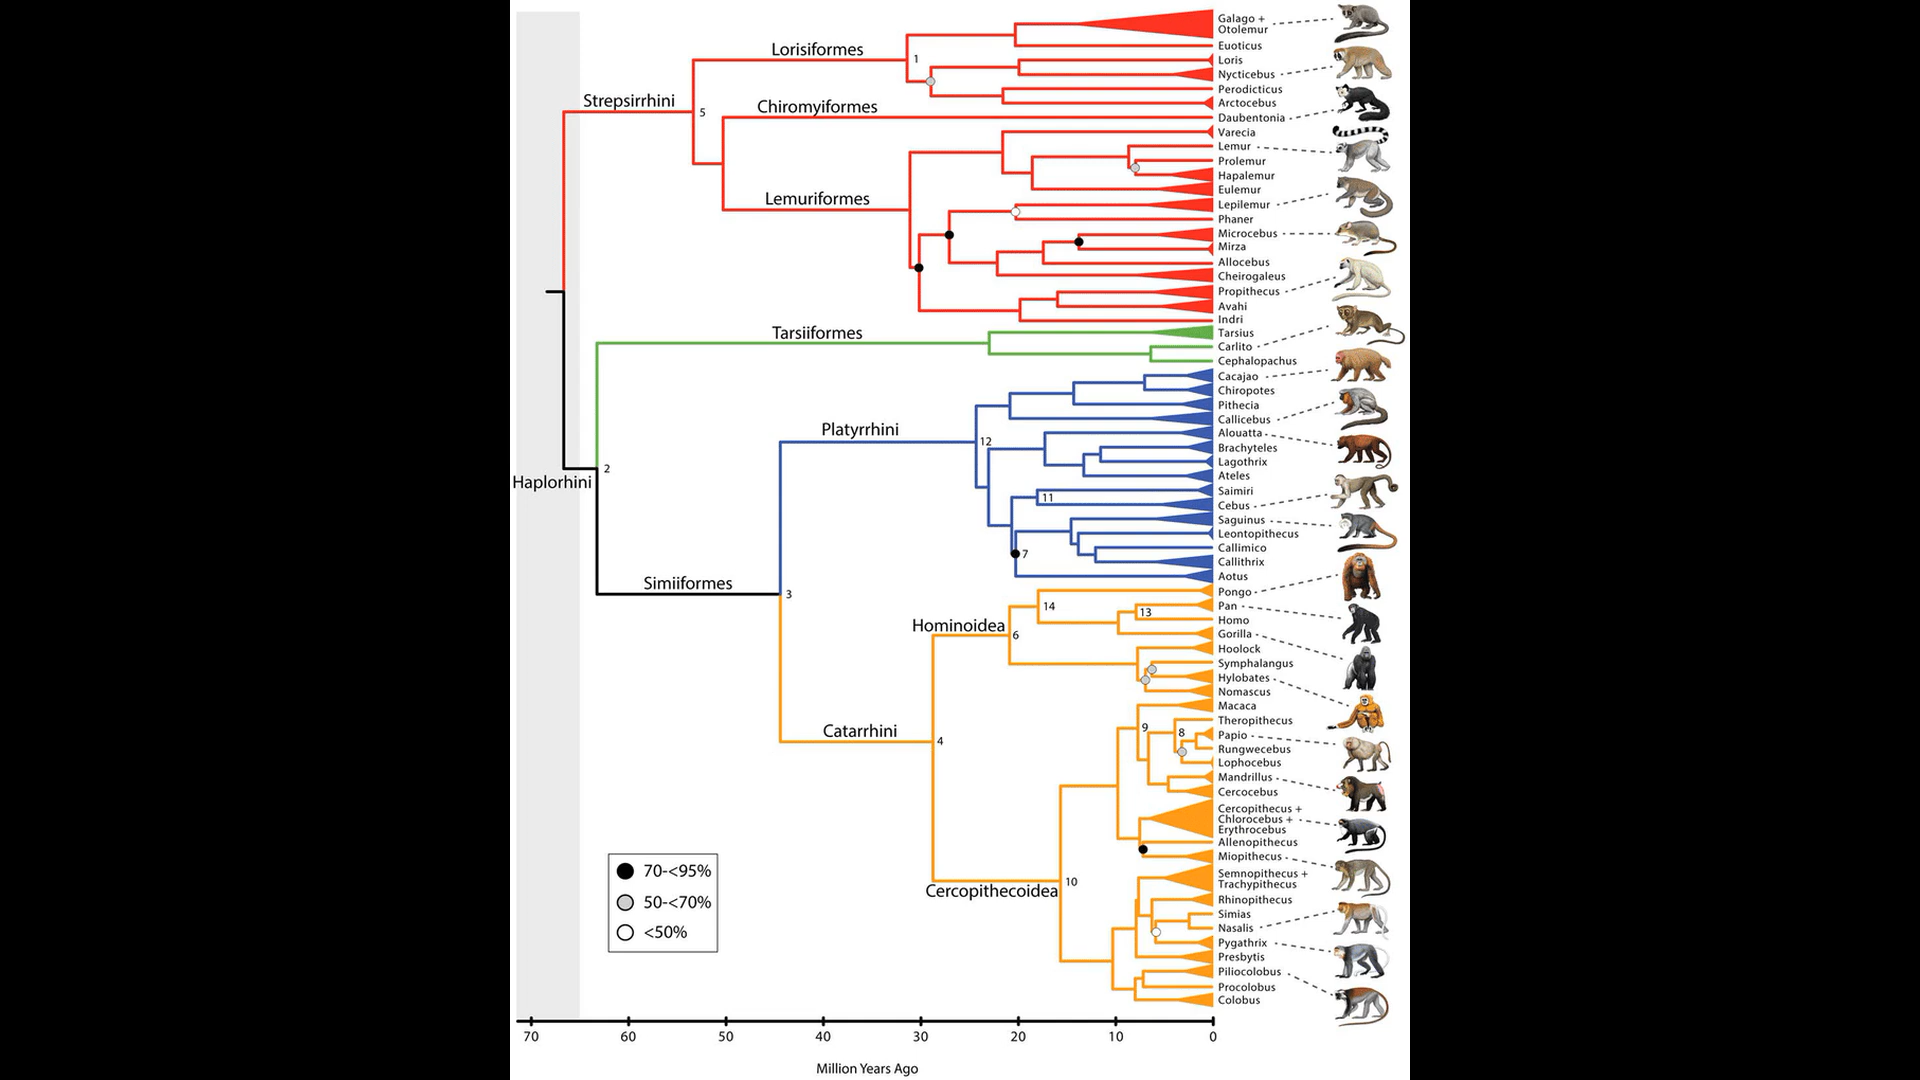 Galago +
Otolemur
Lorisiformes
Euoticus
1
Loris
Nycticebus
Perodicticus
Strepsirrhini
Arctocebus
5
Chiromyiformes
Daubentonia
Varecia
Lemur
Prolemur
Hapalemur
Eulemur
Lemuriformes
Lepilemur
Phaner
Microcebus
Mirza
Allocebus
Cheirogaleus
Propithecus
Avahi
Indri
Tarsiiformes
Tarsius
Carlito
Cephalopachus
Cacajao
Chiropotes
Pithecia
Callicebus
Platyrrhini
Alouatta
12
Brachyteles
Lagothrix
2
Haplorhini
Ateles
Saimiri
11
Cebus
Saguinus
Leontopithecus
Callimico
7
Callithrix
Aotus
Simiiformes
3
Pongo
14
Pan
13
Homo
Hominoidea
6
Gorilla
Hoolock
Symphalangus
Hylobates
Nomascus
Macaca
Theropithecus
9
8
Papio
Catarrhini
4
Rungwecebus
Lophocebus
Mandrillus
Cercocebus
Cercopithecus +
Chlorocebus +
Erythrocebus
Allenopithecus
Miopithecus
Semnopithecus +
Trachypithecus
10
Cercopithecoidea
Rhinopithecus
Simias
Nasalis
Pygathrix
Presbytis
Piliocolobus
Procolobus
Colobus
70-<95%
50-<70%
<50%
70 60 50 40 30 20 10 0
Million Years Ago